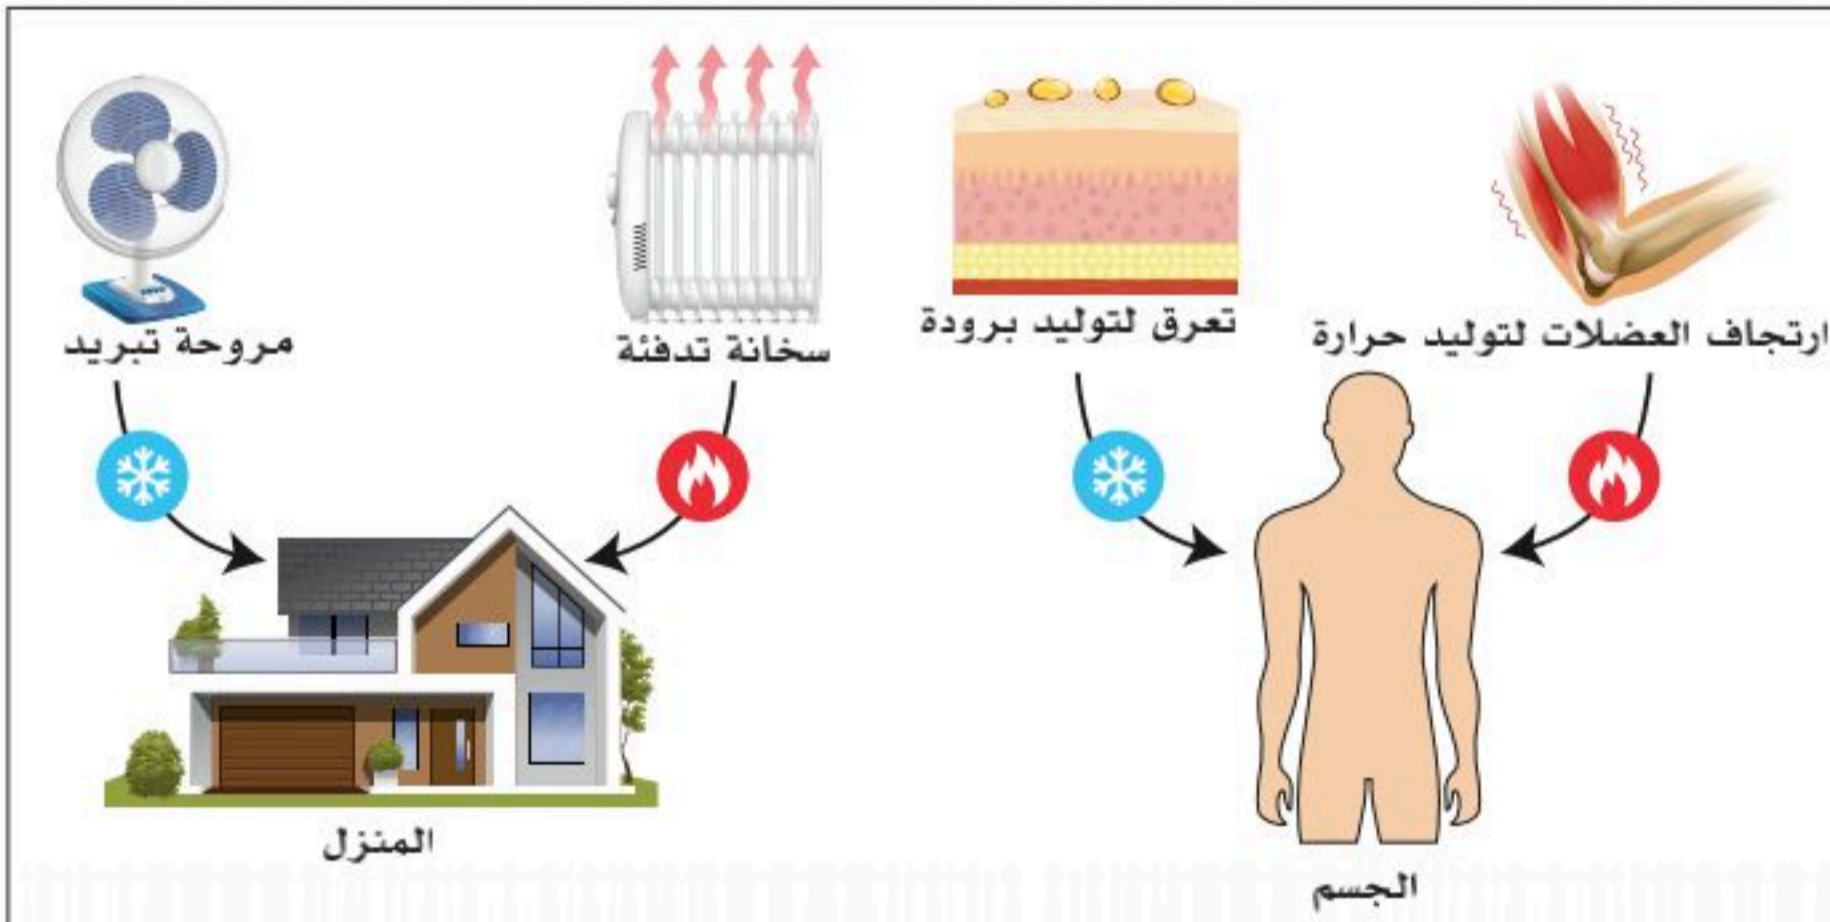 ارتجاف العضلات لتوليد حرارة
تعرق لتوليد برودة
سخانة تدفئة
مروحة تبريد
الجسم
المنزل